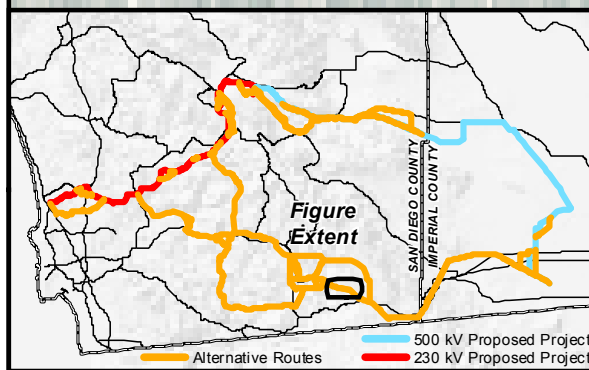 Figure
Extent
SAN DIEGO COUNTY
IMPERIAL COUNTY
500 kV Proposed Project
Alternative Routes
230 kV Proposed Project